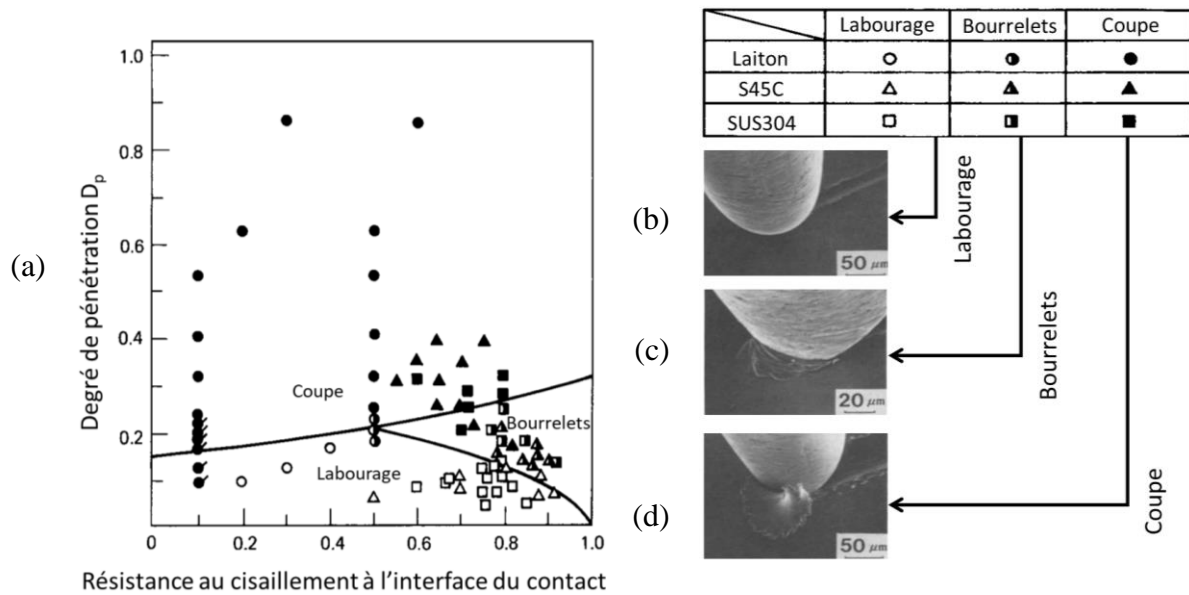 (a)
Degré de pénétration Dₚ
1.0
0.8
0.6
0.4
0.2
0
0.2
0.4
0.6
0.8
1.0
Coupe
Bourrelets
Labourage
Résistance au cisaillement à l'interface du contact
Labourage Bourrelets Coupe
Laiton
S45C
SUS304
(b)
50 μm
Labourage
(c)
20 μm
Bourrelets
(d)
50 μm
Coupe